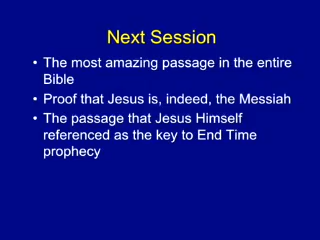 Next Session
• The most amazing passage in the entire
Bible
• Proof that Jesus is, indeed, the Messiah
• The passage that Jesus Himself
referenced as the key to End Time
prophecy